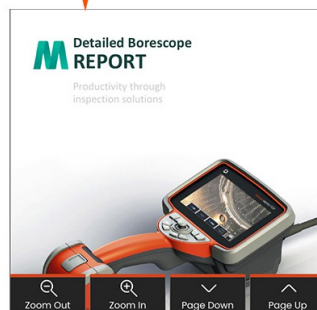 Detailed Borescope
REPORT
Productivity through
inspection solutions
Zoom Out
Zoom In
Page Down
Page Up